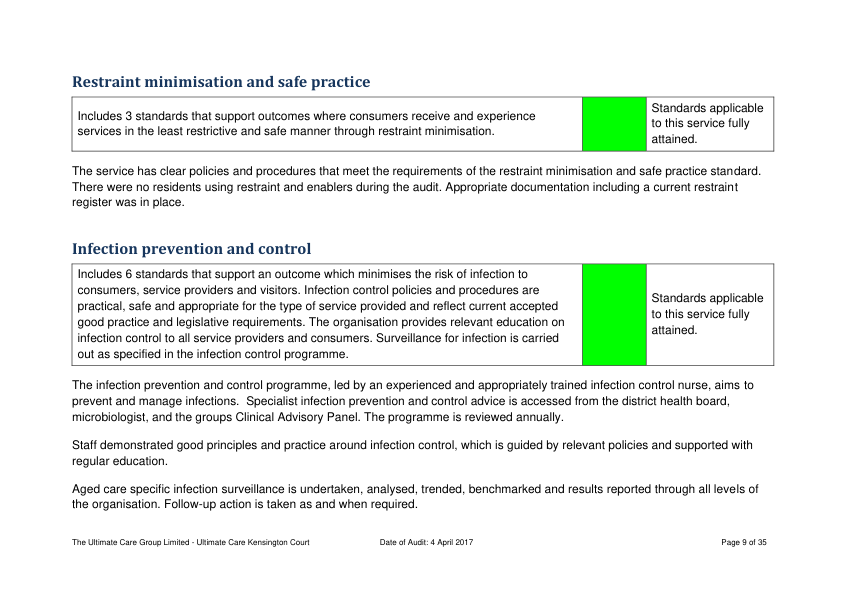 Restraint minimisation and safe practice
Includes 3 standards that support outcomes where consumers receive and experience
services in the least restrictive and safe manner through restraint minimisation.
Standards applicable
to this service fully
attained.
The service has clear policies and procedures that meet the requirements of the restraint minimisation and safe practice standard.
There were no residents using restraint and enablers during the audit. Appropriate documentation including a current restraint
register was in place.
Infection prevention and control
Includes 6 standards that support an outcome which minimises the risk of infection to
consumers, service providers and visitors. Infection control policies and procedures are
practical, safe and appropriate for the type of service provided and reflect current accepted
good practice and legislative requirements. The organisation provides relevant education on
infection control to all service providers and consumers. Surveillance for infection is carried
out as specified in the infection control programme.
Standards applicable
to this service fully
attained.
The infection prevention and control programme, led by an experienced and appropriately trained infection control nurse, aims to
prevent and manage infections.  Specialist infection prevention and control advice is accessed from the district health board,
microbiologist, and the groups Clinical Advisory Panel. The programme is reviewed annually.
Staff demonstrated good principles and practice around infection control, which is guided by relevant policies and supported with
regular education.
Aged care specific infection surveillance is undertaken, analysed, trended, benchmarked and results reported through all levels of
the organisation. Follow-up action is taken as and when required.
The Ultimate Care Group Limited - Ultimate Care Kensington Court Date of Audit: 4 April 2017 Page 9 of 35